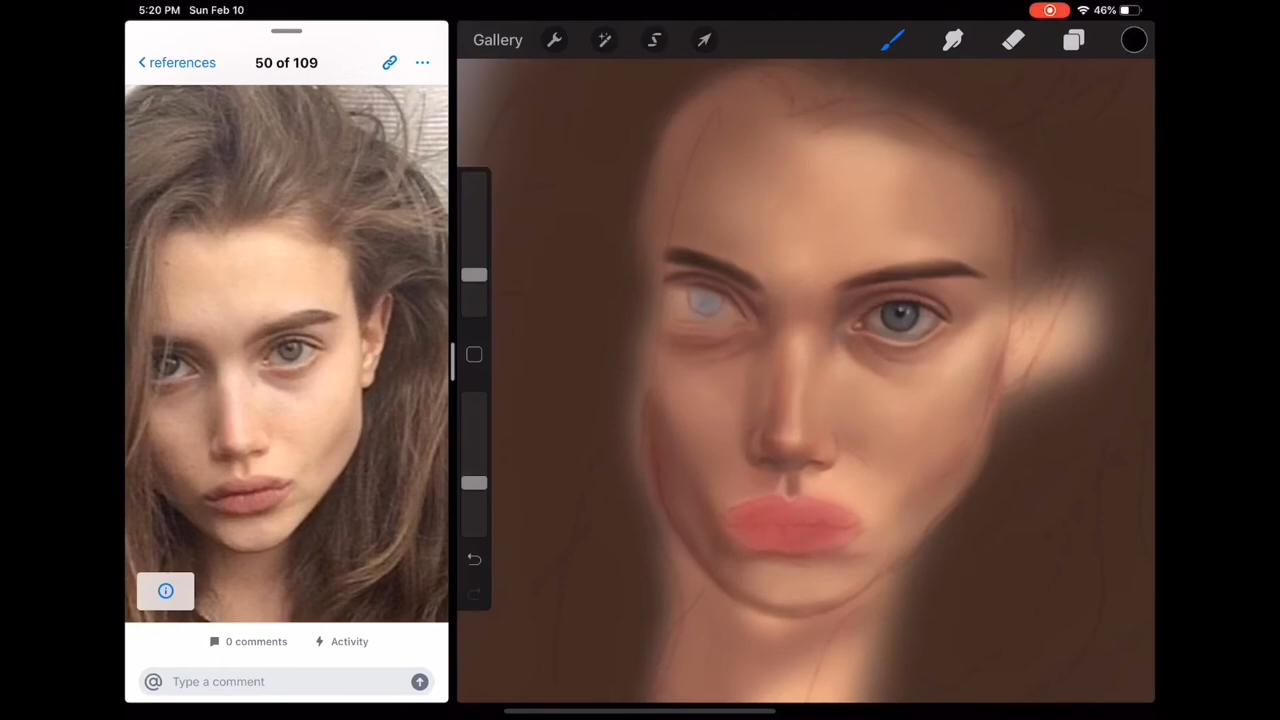 5:20 PM Sun Feb 10
46%
references
50 of 109
Gallery
0 comments
Activity
Type a comment